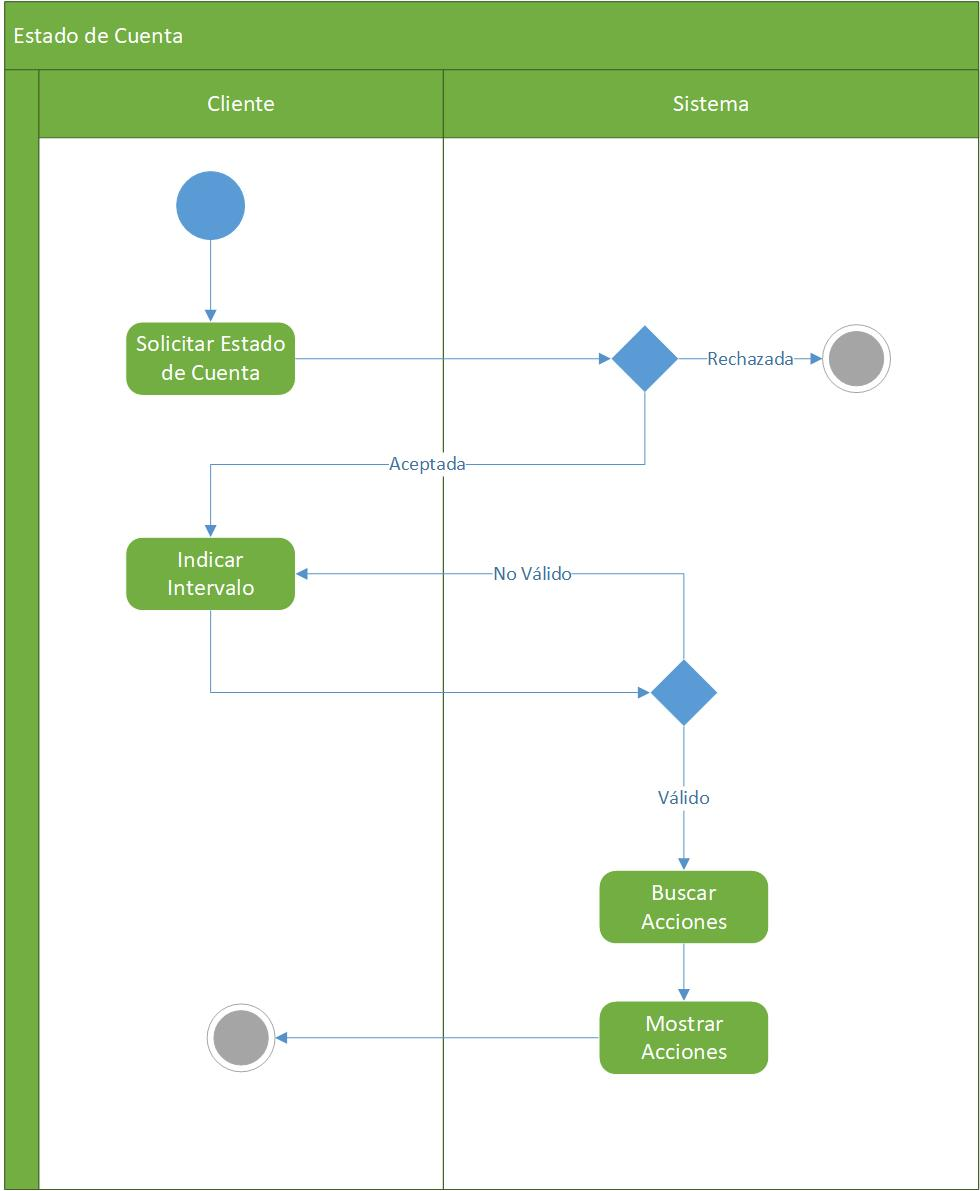 Estado de Cuenta
Cliente
Sistema
Solicitar Estado
de Cuenta
Rechazada
Aceptada
Indicar
Intervalo
No Válido
Válido
Buscar
Acciones
Mostrar
Acciones